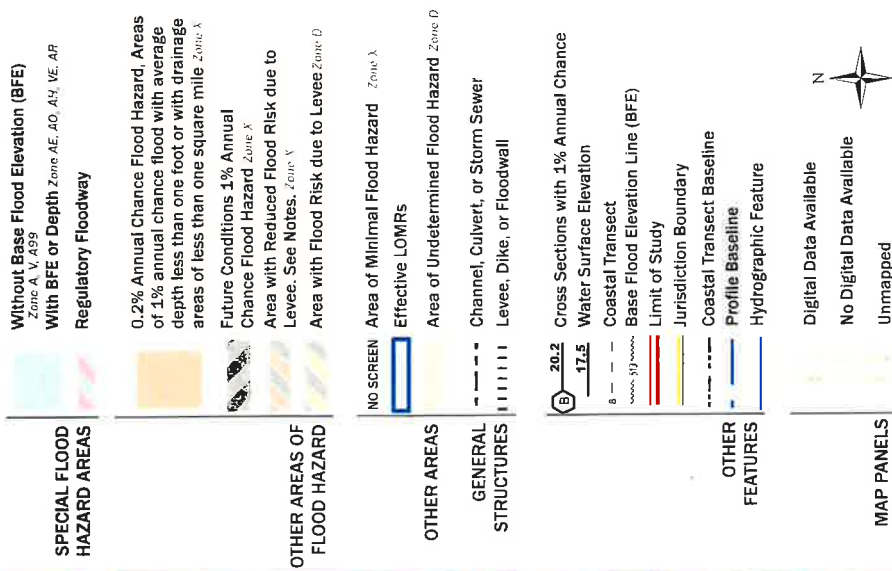 SPECIAL FLOOD
HAZARD AREAS
Without Base Flood Elevation (BFE)
Zone A, V, A99
With BFE or Depth Zone AE, AO, AH, VE, AR
Regulatory Floodway
OTHER AREAS OF
FLOOD HAZARD
0.2% Annual Chance Flood Hazard, Areas
of 1% annual chance flood with average
depth less than one foot or with drainage
areas of less than one square mile Zone X
Future Conditions 1% Annual
Chance Flood Hazard Zone X
Area with Reduced Flood Risk due to
Levee. See Notes. Zone X
Area with Flood Risk due to Levee Zone D
OTHER AREAS
NO SCREEN Area of Minimal Flood Hazard Zone X
Effective LOMRs
Area of Undetermined Flood Hazard Zone D
GENERAL
STRUCTURES
Channel, Culvert, or Storm Sewer
Levee, Dike, or Floodwall
OTHER
FEATURES
B 20.2 Cross Sections with 1% Annual Chance
17.5 Water Surface Elevation
8 Coastal Transect
513 Base Flood Elevation Line (BFE)
Limit of Study
Jurisdiction Boundary
Coastal Transect Baseline
Profile Baseline
Hydrographic Feature
MAP PANELS
Digital Data Available
No Digital Data Available
Unmapped
N